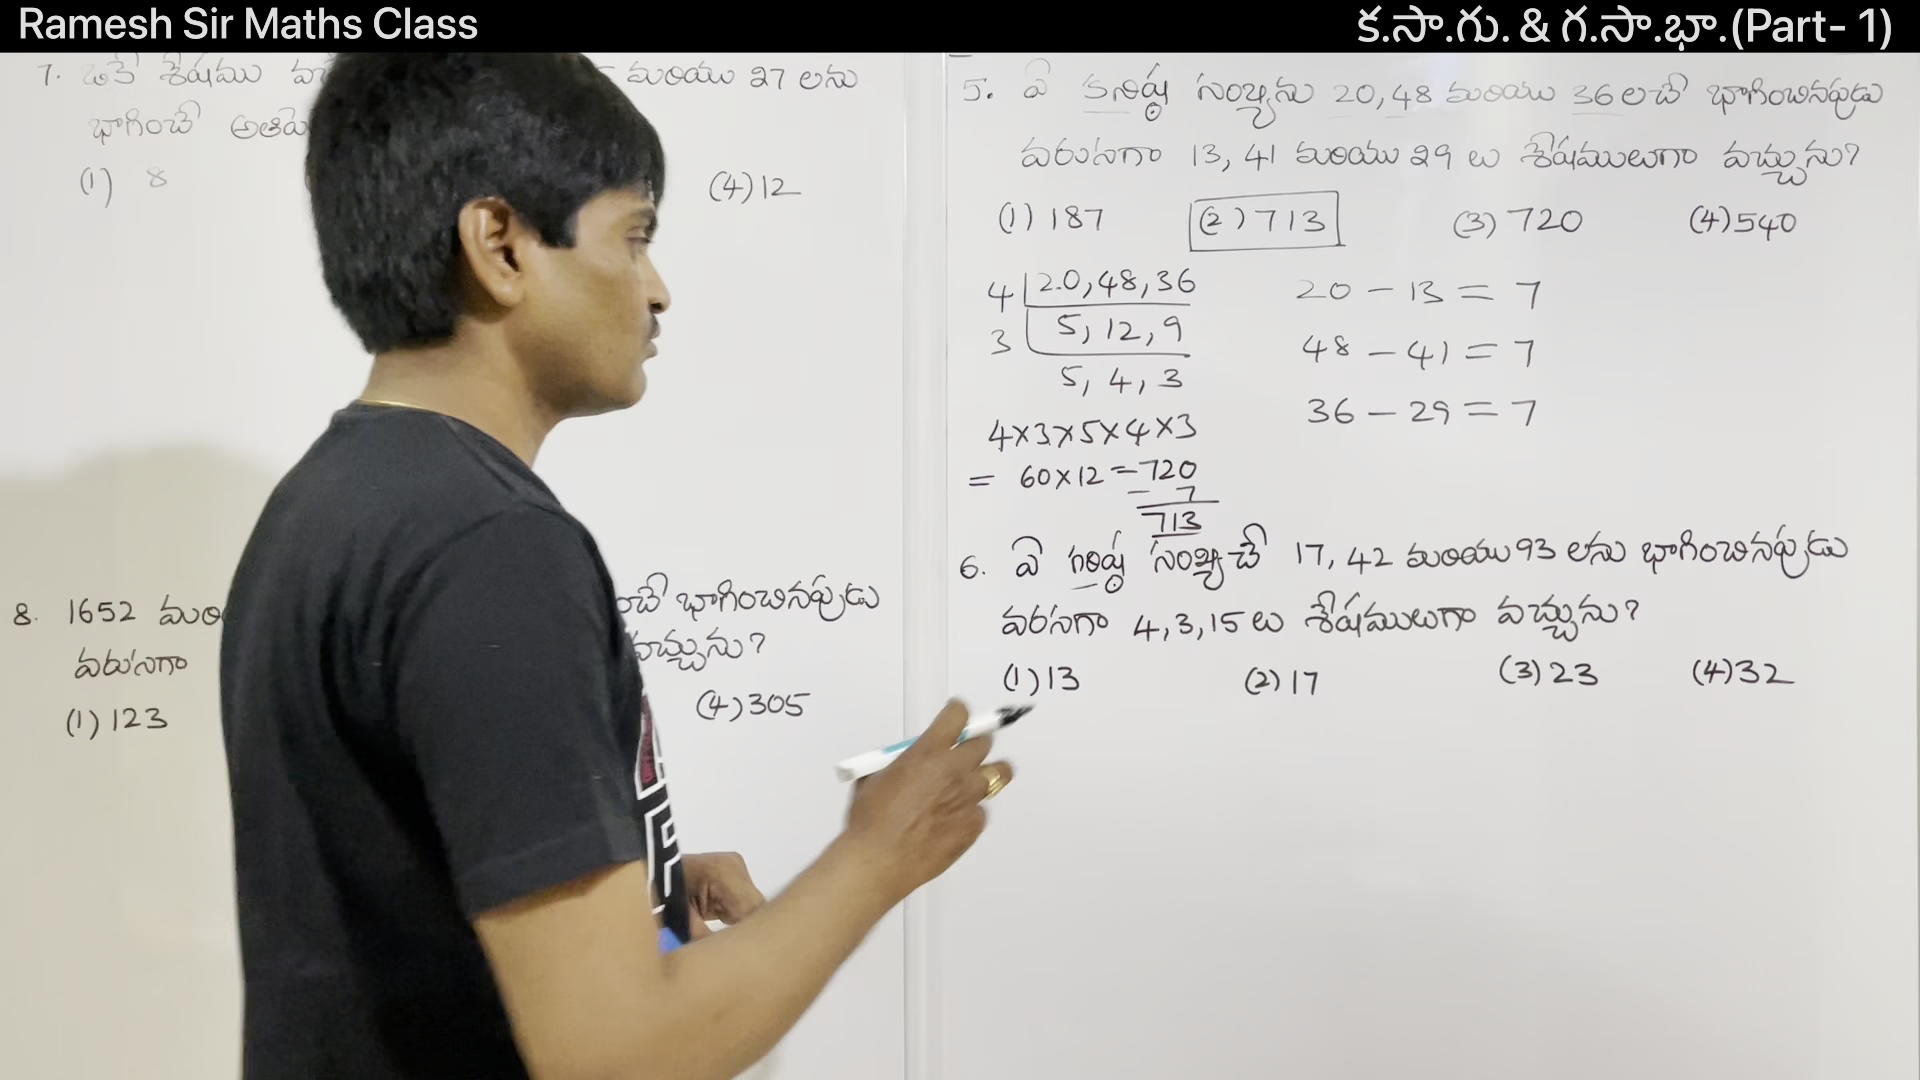 Ramesh Sir Maths Class
క.సా.గు. & గ.సా.భా.(Part- 1)
7. ఒకే శేషము మరియు 27 లను
భాగించే
(1) 8 (4) 12
8. 1652 భాగించినప్పుడు
వరుసగా వచ్చును?
(1) 123 (4) 305
5. ఏ కనిష్ఠ సంఖ్యను 20, 48 మరియు 36 లచే భాగించినపుడు
వరుసగా 13, 41 మరియు 29 లు శేషములుగా వచ్చును?
(1) 187 (2) 713 (3) 720 (4) 540
4 20, 48, 36 20 - 13 = 7
3 5, 12, 9 48 - 41 = 7
5, 4, 3 36 - 29 = 7
4×3×5×4×3
= 60×12 = 720
- 7
713
6. ఏ గరిష్ఠ సంఖ్యచే 17, 42 మరియు 93 లను భాగించినప్పుడు
వరసగా 4, 3, 15 లు శేషములుగా వచ్చును?
(1) 13 (2) 17 (3) 23 (4) 32